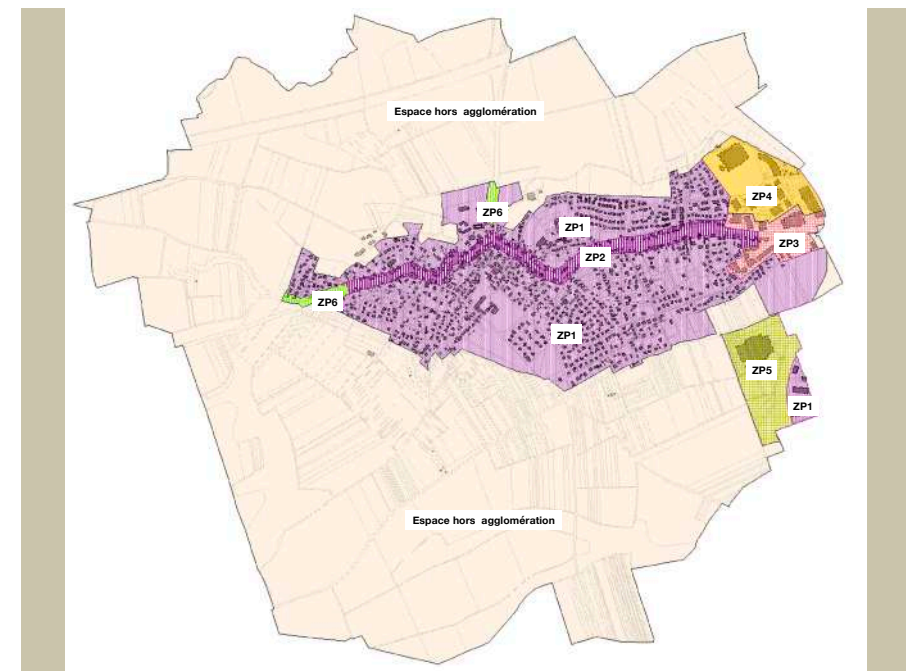 Espace hors agglomération
ZP4
ZP6
ZP1
ZP3
ZP2
ZP6
ZP1
ZP5
ZP1
Espace hors agglomération